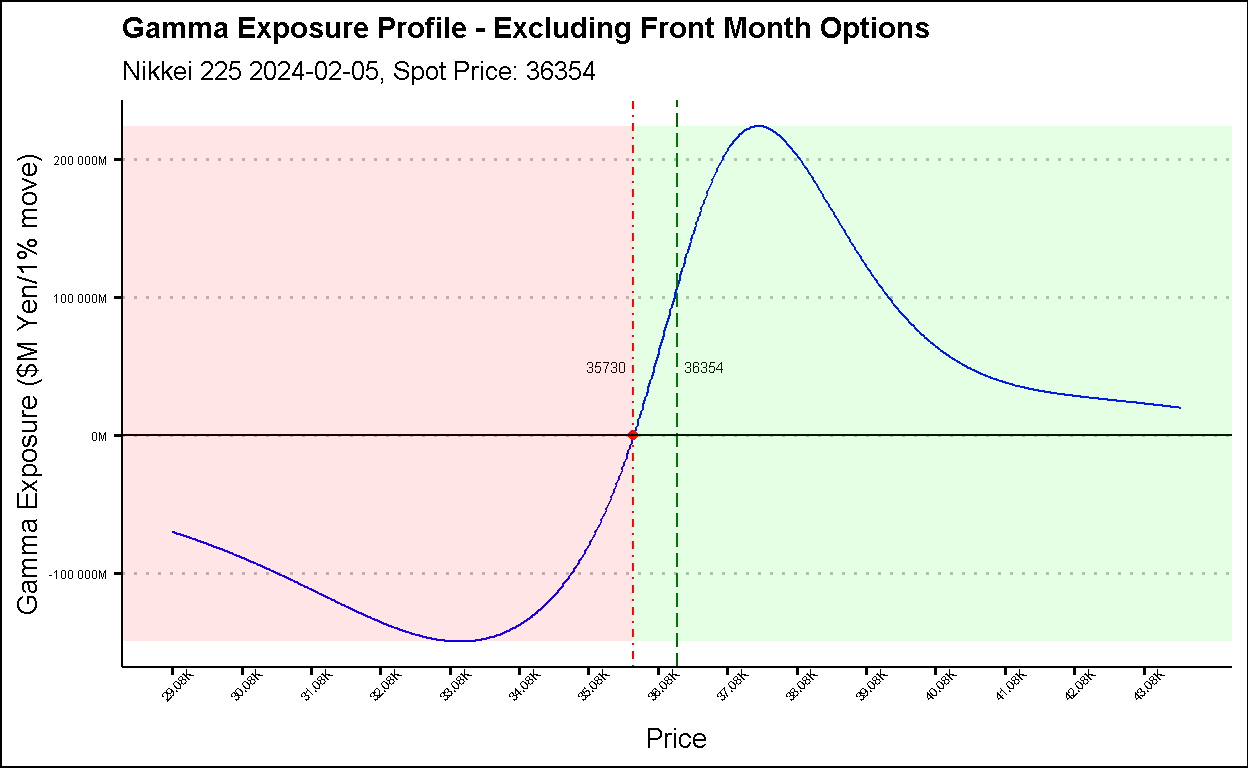 Gamma Exposure Profile - Excluding Front Month Options
Nikkei 225 2024-02-05, Spot Price: 36354
Gamma Exposure ($M Yen/1% move)
200 000M
100 000M
0M
-100 000M
35730
36354
29.08K
30.08K
31.08K
32.08K
33.08K
34.08K
35.08K
36.08K
37.08K
38.08K
39.08K
40.08K
41.08K
42.08K
43.08K
Price